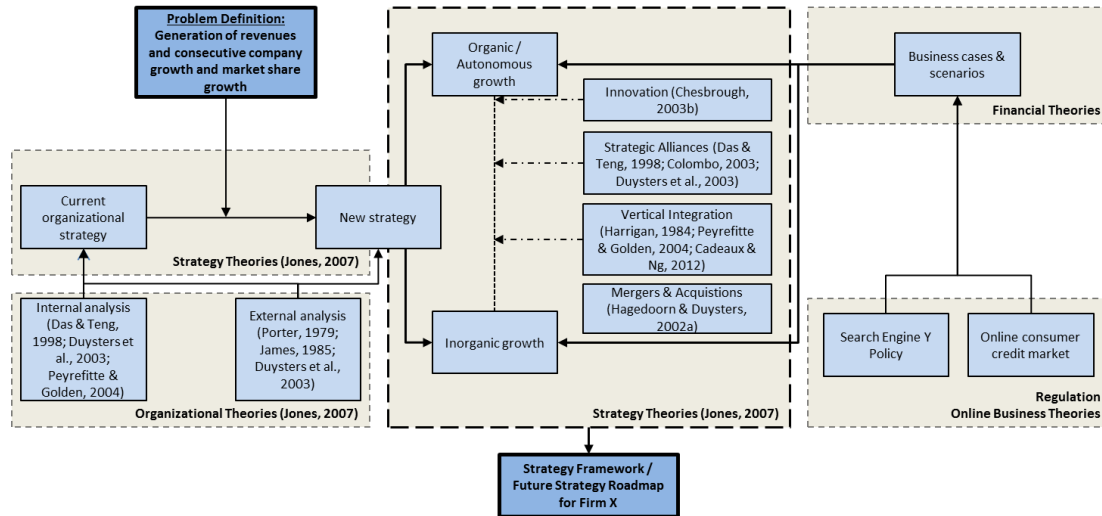 Problem Definition:
Generation of revenues
and consecutive company
growth and market share
growth
Current
organizational
strategy
New strategy
Strategy Theories (Jones, 2007)
Internal analysis
(Das & Teng,
1998; Duysters
et al., 2003;
Peyrefitte &
Golden, 2004)
External analysis
(Porter, 1979;
James, 1985;
Duysters et al.,
2003)
Organizational Theories (Jones, 2007)
Organic /
Autonomous
growth
Innovation (Chesbrough,
2003b)
Strategic Alliances (Das &
Teng, 1998; Colombo, 2003;
Duysters et al., 2003)
Vertical Integration
(Harrigan, 1984; Peyrefitte
& Golden, 2004; Cadeaux &
Ng, 2012)
Mergers & Acquistions
(Hagedoorn & Duysters,
2002a)
Inorganic growth
Strategy Theories (Jones, 2007)
Business cases &
scenarios
Financial Theories
Search Engine Y
Policy
Online consumer
credit market
Regulation
Online Business Theories
Strategy Framework /
Future Strategy Roadmap
for Firm X